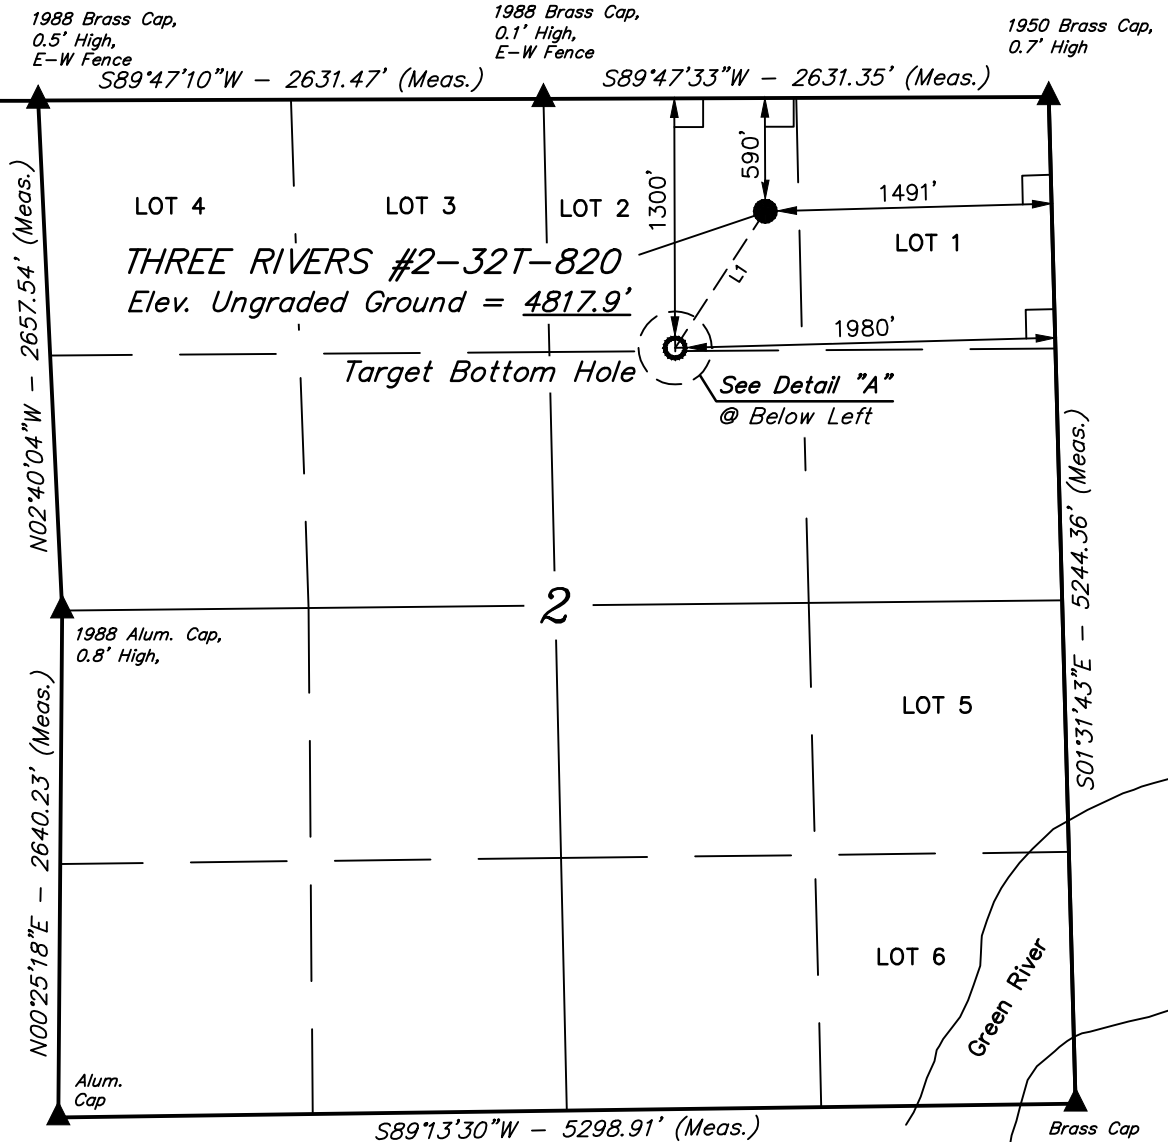 1988 Brass Cap,
0.5' High,
E-W Fence
1988 Brass Cap,
0.1' High,
E-W Fence
1950 Brass Cap,
0.7' High
S89°47'10"W - 2631.47' (Meas.)
S89°47'33"W - 2631.35' (Meas.)
N02°40'04"W - 2657.54' (Meas.)
LOT 4
LOT 3
LOT 2
1300'
590'
1491'
LOT 1
THREE RIVERS #2-32T-820
Elev. Ungraded Ground = 4817.9'
L1
1980'
Target Bottom Hole
See Detail "A"
@ Below Left
S01°31'43"E - 5244.36' (Meas.)
2
1988 Alum. Cap,
0.8' High,
N00°25'18"E - 2640.23' (Meas.)
LOT 5
LOT 6
Green River
Alum.
Cap
S89°13'30"W - 5298.91' (Meas.)
Brass Cap